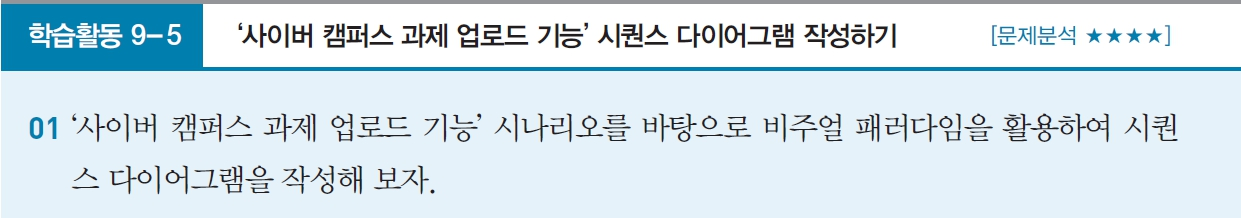 학습활동 9-5 ‘사이버 캠퍼스 과제 업로드 기능’ 시퀀스 다이어그램 작성하기 [문제분석 ★★★★]
01 ‘사이버 캠퍼스 과제 업로드 기능’ 시나리오를 바탕으로 비주얼 패러다임을 활용하여 시퀀
스 다이어그램을 작성해 보자.